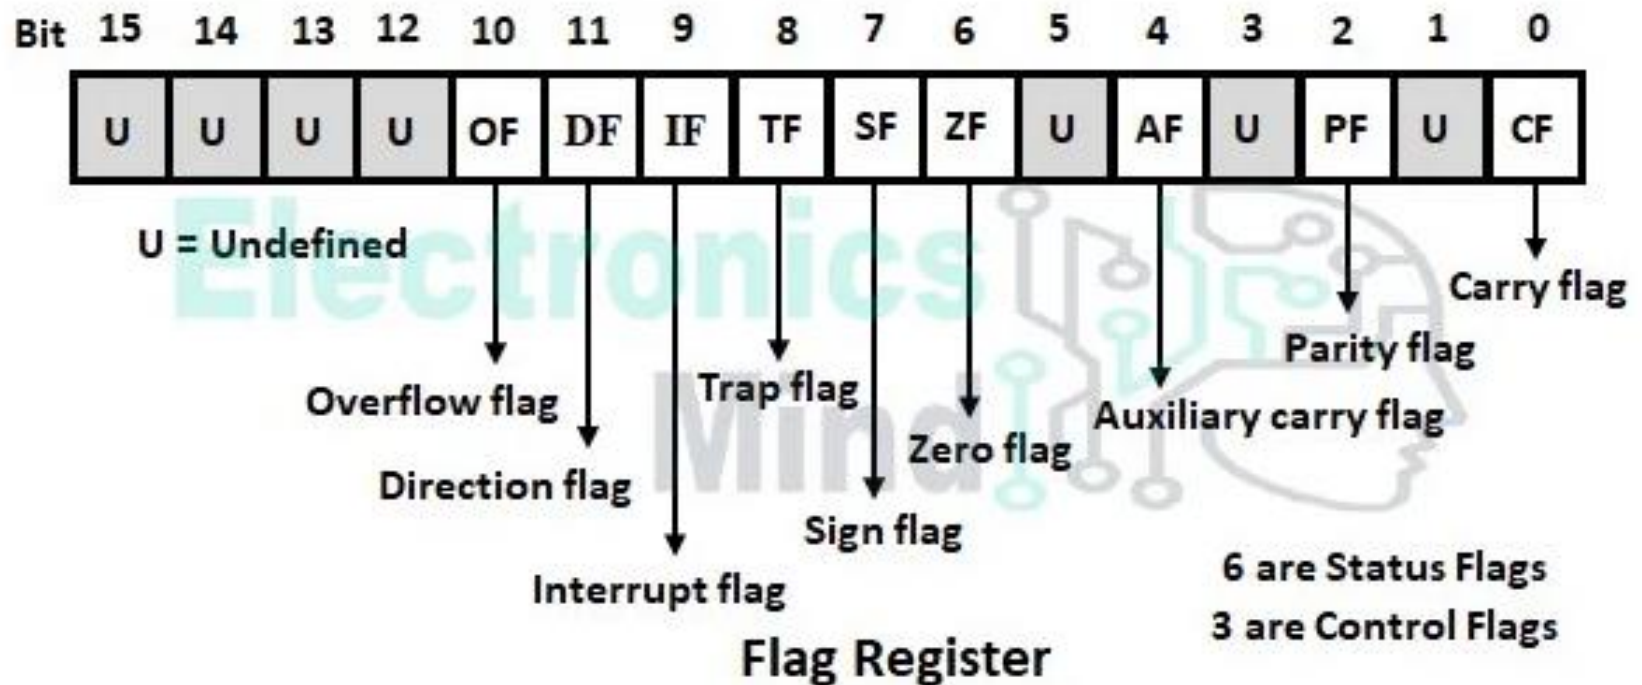 Bit 15 14 13 12 10 11 9 8 7 6 5 4 3 2 1 0
U U U U OF DF IF TF SF ZF U AF U PF U CF
U = Undefined
Electronics
Mind
Carry flag
Parity flag
Overflow flag
Trap flag
Auxiliary carry flag
Zero flag
Direction flag
Sign flag
Interrupt flag
6 are Status Flags
3 are Control Flags
Flag Register